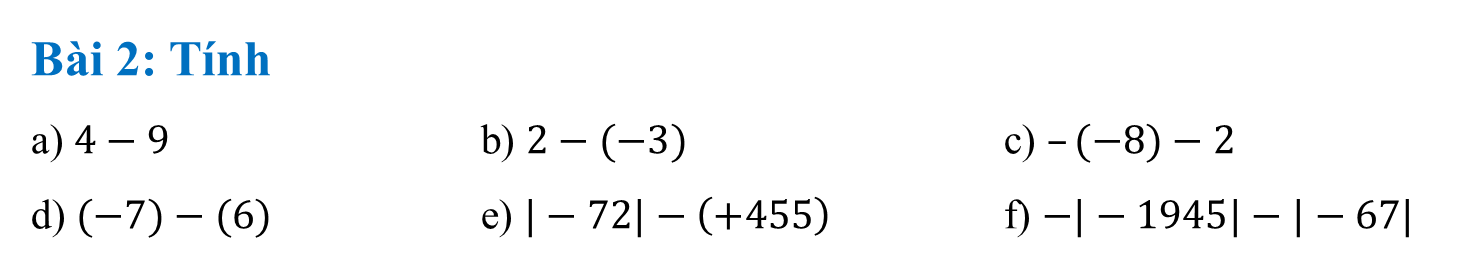 Bài 2: Tính
a) 4 − 9 b) 2 − (−3) c) – (−8) − 2
d) (−7) − (6) e) | − 72| − (+455) f) −| − 1945| − | − 67|